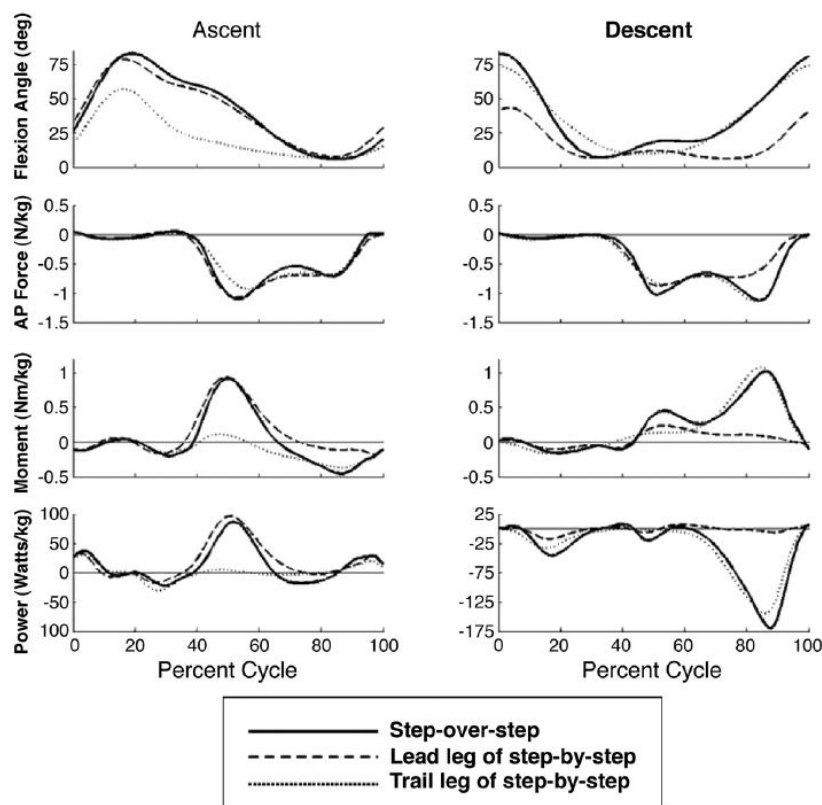 Ascent
Descent
Flexion Angle (deg)
75
50
25
0
75
50
25
0
AP Force (N/kg)
0.5
0
-0.5
-1
-1.5
0.5
0
-0.5
-1
-1.5
Moment (Nm/kg)
1
0.5
0
-0.5
1
0.5
0
-0.5
Power (Watts/kg)
100
50
0
-50
100
25
-25
-75
-125
-175
0 20 40 60 80 100
0 20 40 60 80 100
Percent Cycle
Percent Cycle
Step-over-step
Lead leg of step-by-step
Trail leg of step-by-step